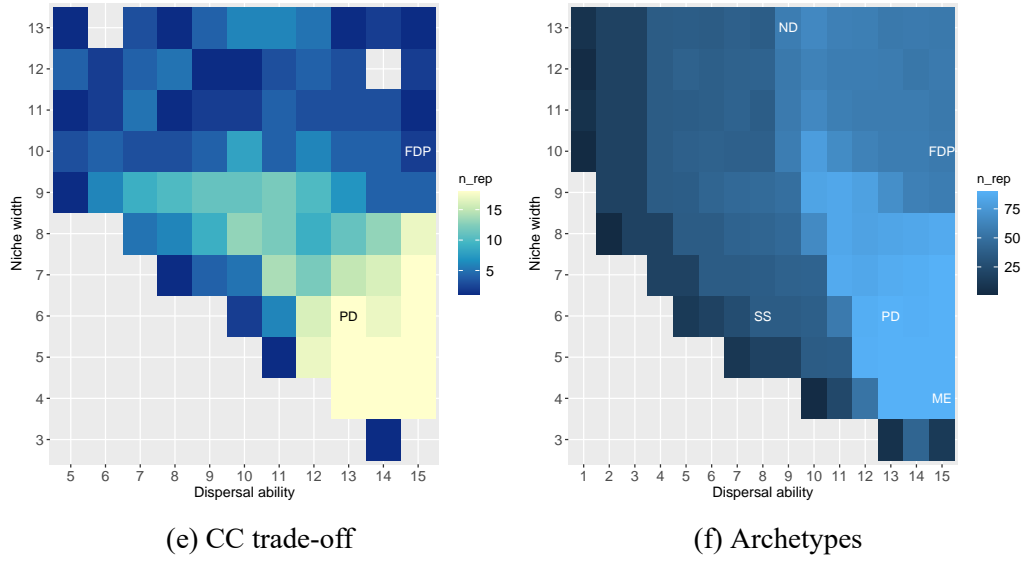 13
12
11
10
9
8
7
6
5
4
3
Niche width
5 6 7 8 9 10 11 12 13 14 15
Dispersal ability
FDP
PD
n_rep
15
10
5
(e) CC trade-off
13
12
11
10
9
8
7
6
5
4
3
Niche width
1 2 3 4 5 6 7 8 9 10 11 12 13 14 15
Dispersal ability
ND
FDP
SS
PD
ME
n_rep
75
50
25
(f) Archetypes